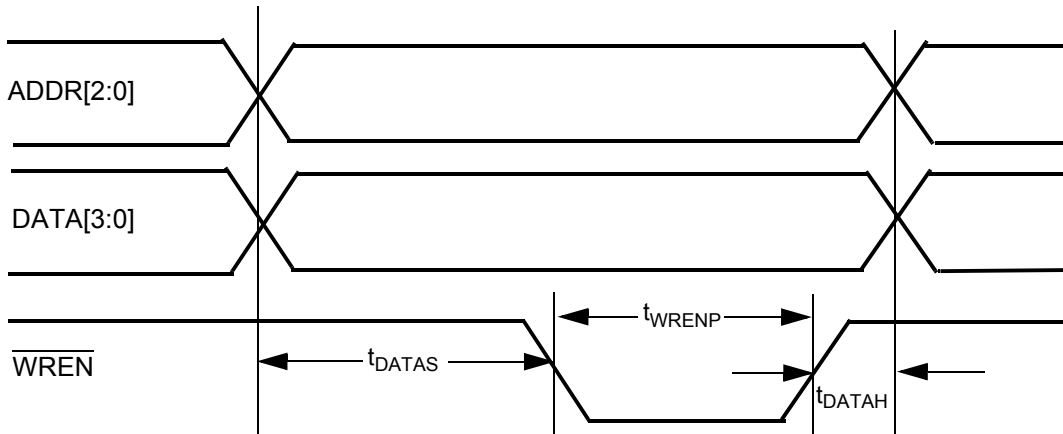 ADDR[2:0]
DATA[3:0]
tWRENP
WREN
tDATAS
tDATAH